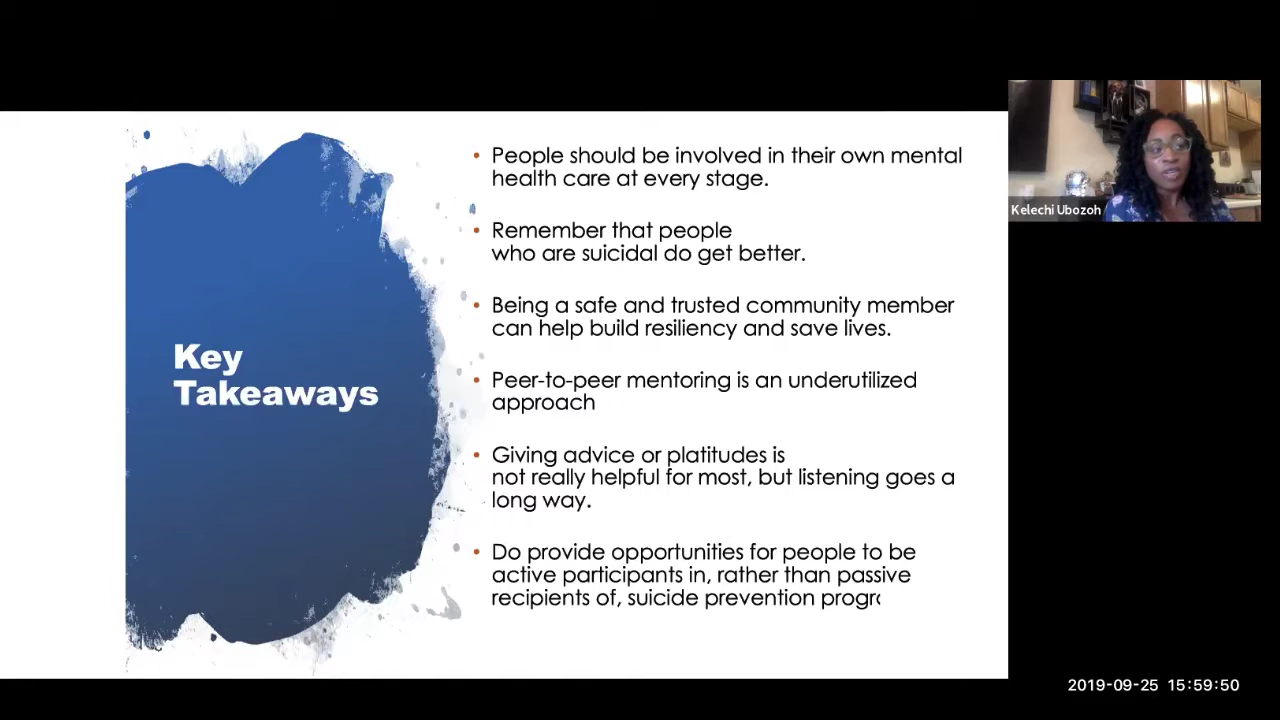 Key
Takeaways
• People should be involved in their own mental
health care at every stage.
• Remember that people
who are suicidal do get better.
• Being a safe and trusted community member
can help build resiliency and save lives.
• Peer-to-peer mentoring is an underutilized
approach
• Giving advice or platitudes is
not really helpful for most, but listening goes a
long way.
• Do provide opportunities for people to be
active participants in, rather than passive
recipients of, suicide prevention
Kelechi Ubozoh
2019-09-25 15:59:50